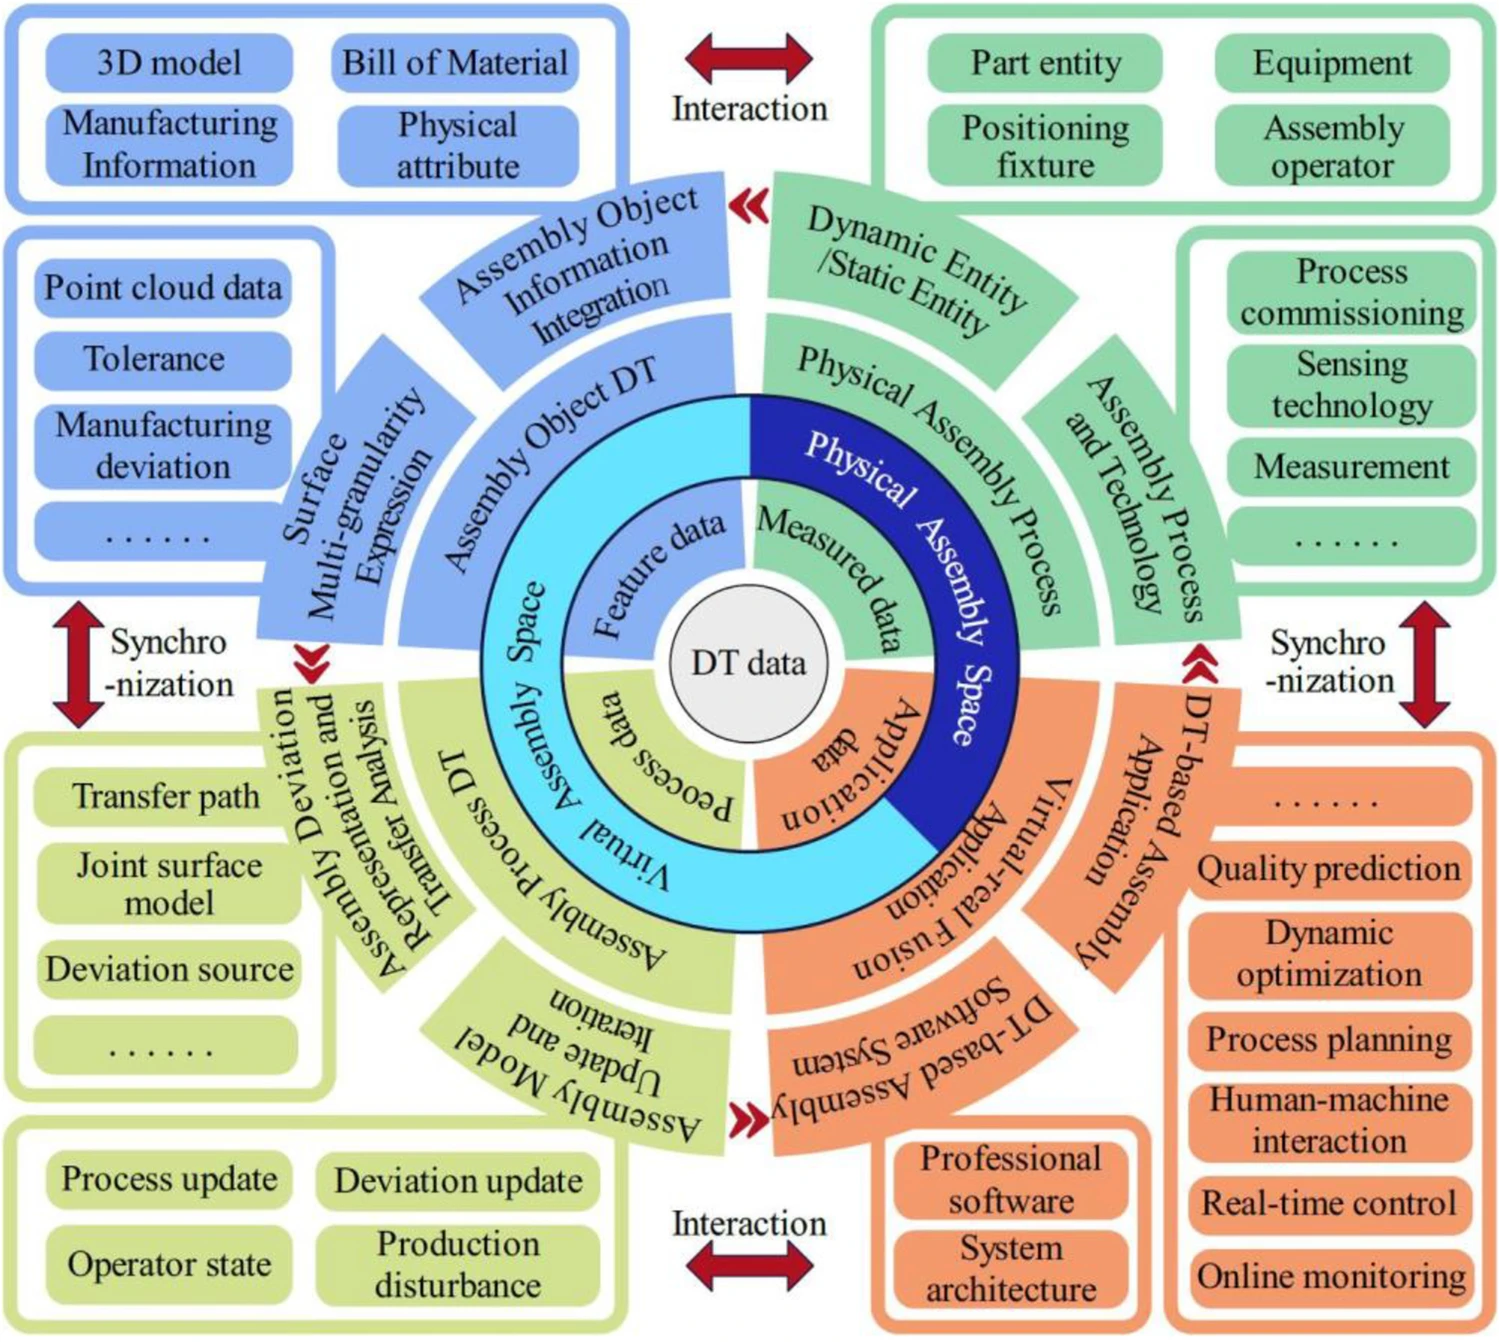 3D model
Bill of Material
Manufacturing
Information
Physical
attribute
Interaction
Part entity
Equipment
Positioning
fixture
Assembly
operator
Point cloud data
Tolerance
Manufacturing
deviation
. . . . . .
Assembly Object
Information
Integration
Surface
Multi-granularity
Expression
Assembly Object DT
Dynamic Entity
/Static Entity
Physical Assembly Process
Assembly Process
and Technology
Process
commissioning
Sensing
technology
Measurement
. . . . . .
Physical Assembly Space
Virtual Assembly Space
Feature data
Measured data
DT data
Peocess data
Application
data
Synchro
-nization
Synchro
-nization
Transfer path
Joint surface
model
Deviation source
. . . . . .
Assembly Deviation
Representation and
Transfer Analysis
Assembly Process DT
Assembly Model
Update and
Iteration
Virtual-real Fusion
Application
DT-based Assembly
Application
DT-based Assembly
Software System
. . . . . .
Quality prediction
Dynamic
optimization
Process planning
Human-machine
interaction
Real-time control
Online monitoring
Process update
Deviation update
Operator state
Production
disturbance
Interaction
Professional
software
System
architecture